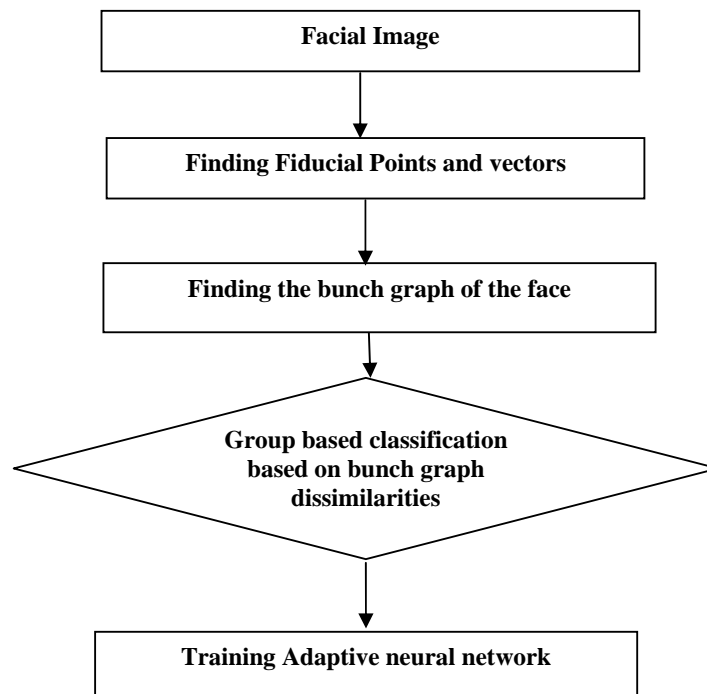 Facial Image
Finding Fiducial Points and vectors
Finding the bunch graph of the face
Group based classification
based on bunch graph
dissimilarities
Training Adaptive neural network